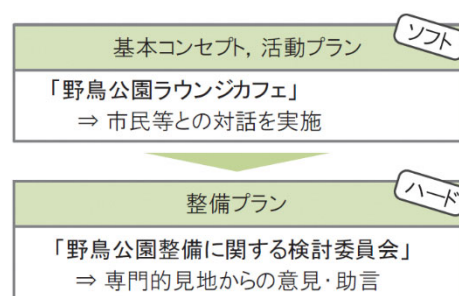 ソフト
基本コンセプト, 活動プラン
「野鳥公園ラウンジカフェ」
⇒ 市民等との対話を実施
ハード
整備プラン
「野鳥公園整備に関する検討委員会」
⇒ 専門的見地からの意見・助言